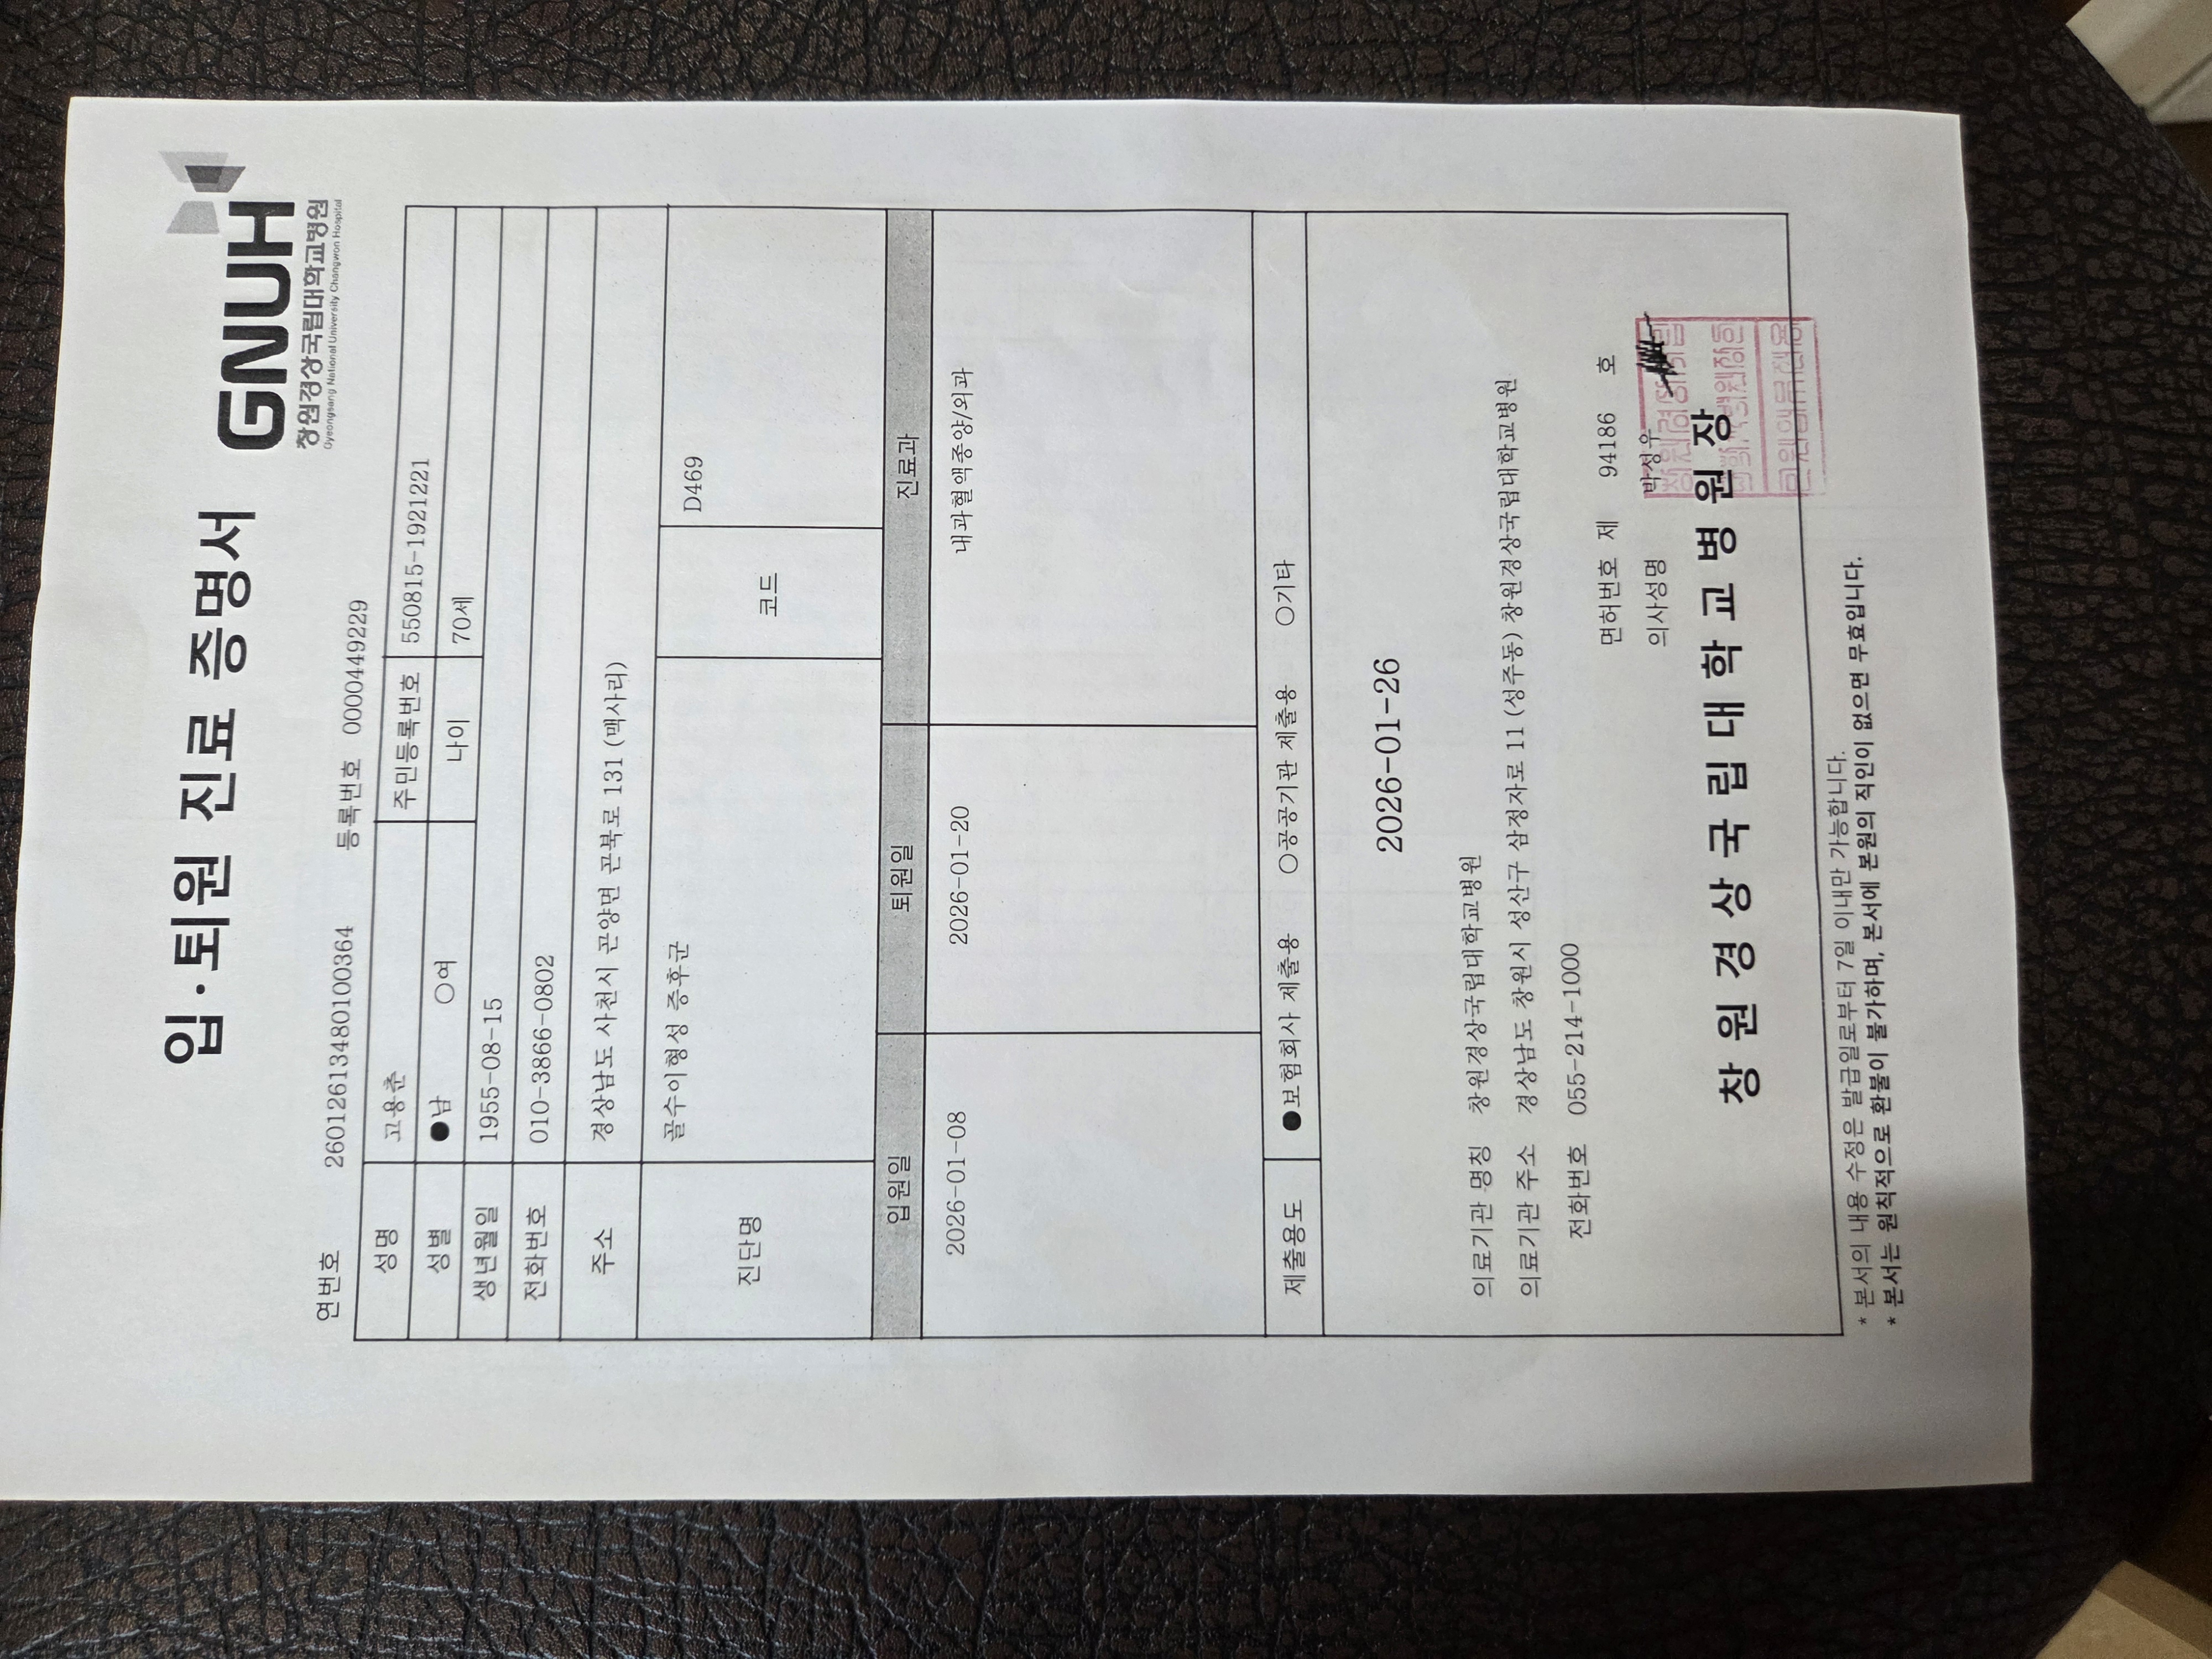 입·퇴원 진료 증명서
GNUH
창원경상국립대학교병원
Gyeongsang National University Changwon Hospital
연번호 26012613480100364 등록번호 0000449229
성명 고용춘 주민등록번호 550815-1921221
성별 ●남 ○여 나이 70세
생년월일 1955-08-15
전화번호 010-3866-0802
주소 경상남도 사천시 곤양면 곤북로 131 (맥사리)
진단명 골수이형성 증후군 코드 D469
입원일 퇴원일 진료과
2026-01-08 2026-01-20 내과혈액종양/외과
제출용도 ●보험회사 제출용 ○공공기관 제출용 ○기타
2026-01-26
의료기관 명칭 창원경상국립대학교병원
의료기관 주소 경상남도 창원시 성산구 삼정자로 11 (성주동) 창원경상국립대학교병원
전화번호 055-214-1000
면허번호 제 94186 호
의사성명 박성우
창원경상국립대학교병원장
* 본서의 내용 수정은 발급일로부터 7일 이내만 가능합니다.
* 본서는 원칙적으로 환불이 불가하며, 본서에 본원의 직인이 없으면 무효입니다.